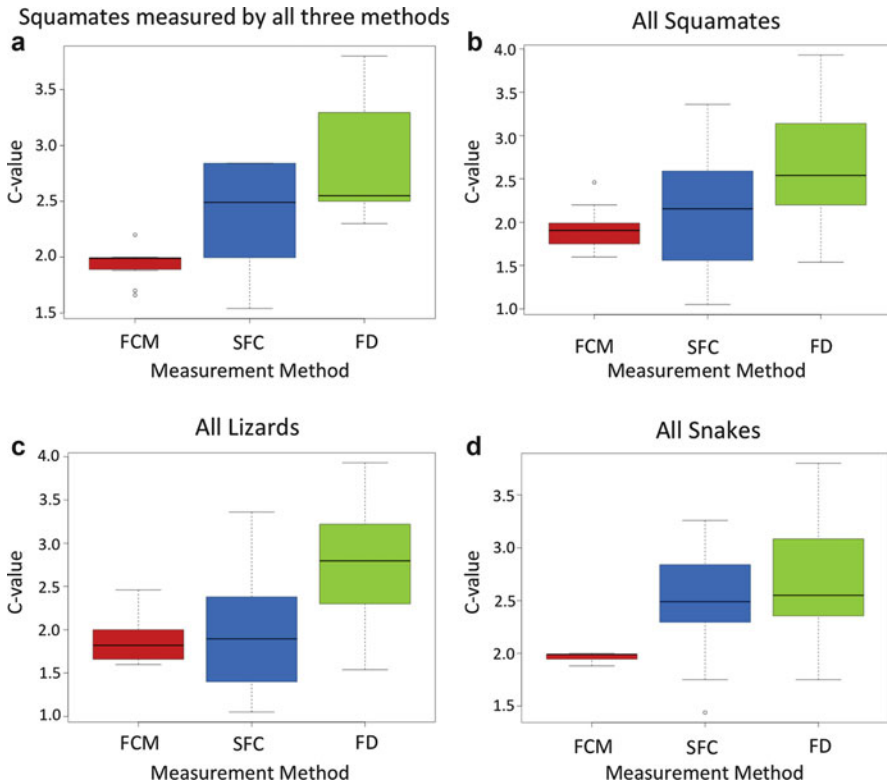 Squamates measured by all three methods
a
C-value
3.5
3.0
2.5
2.0
1.5
FCM SFC FD
Measurement Method
All Squamates
b
C-value
4.0
3.5
3.0
2.5
2.0
1.5
1.0
FCM SFC FD
Measurement Method
All Lizards
c
C-value
4.0
3.5
3.0
2.5
2.0
1.5
1.0
FCM SFC FD
Measurement Method
All Snakes
d
C-value
3.5
3.0
2.5
2.0
1.5
FCM SFC FD
Measurement Method